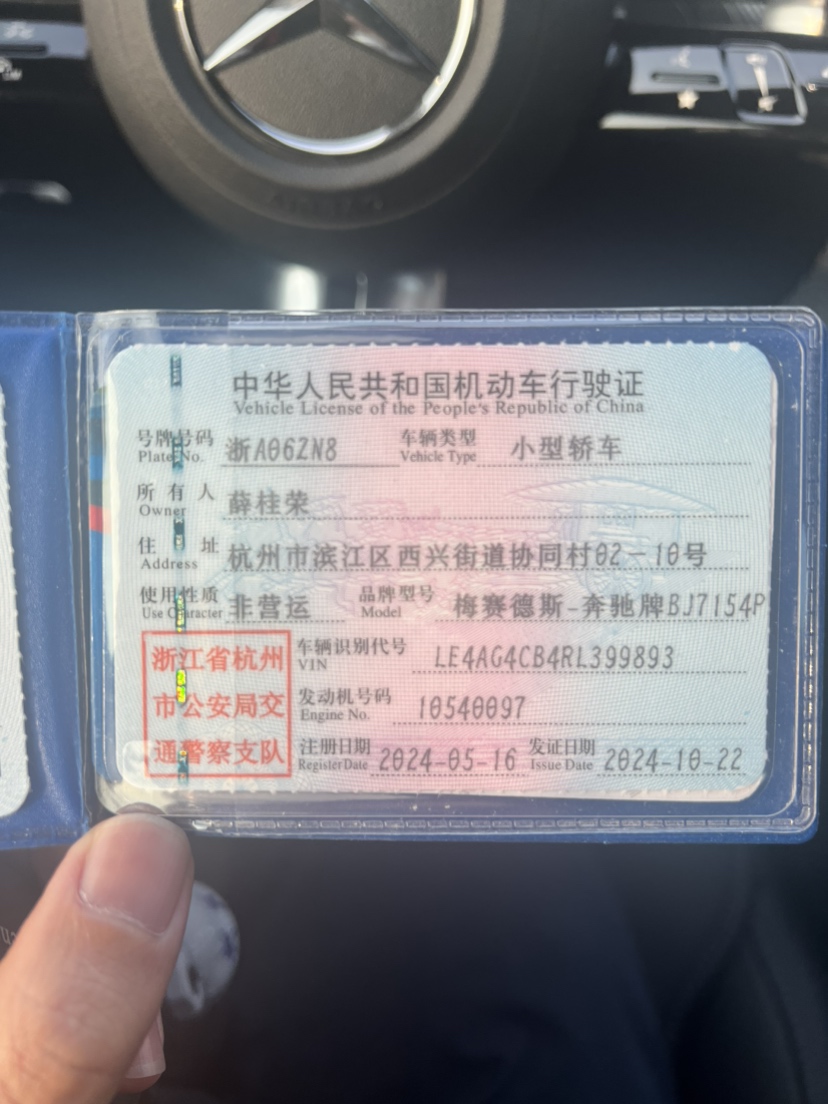 中华人民共和国机动车行驶证
Vehicle License of the People's Republic of China
号牌号码 浙A06ZN8 车辆类型 小型轿车
Plate No. Vehicle Type
所有人 薛桂荣
Owner
住址 杭州市滨江区西兴街道协同村02-10号
Address
使用性质 非营运 品牌型号 梅赛德斯-奔驰牌BJ7154P
Use Character Model
浙江省杭州
市公安局交
通警察支队
车辆识别代号 LE4AG4CB4RL399893
VIN
发动机号码 10540097
Engine No.
注册日期 2024-05-16 发证日期 2024-10-22
Register Date Issue Date